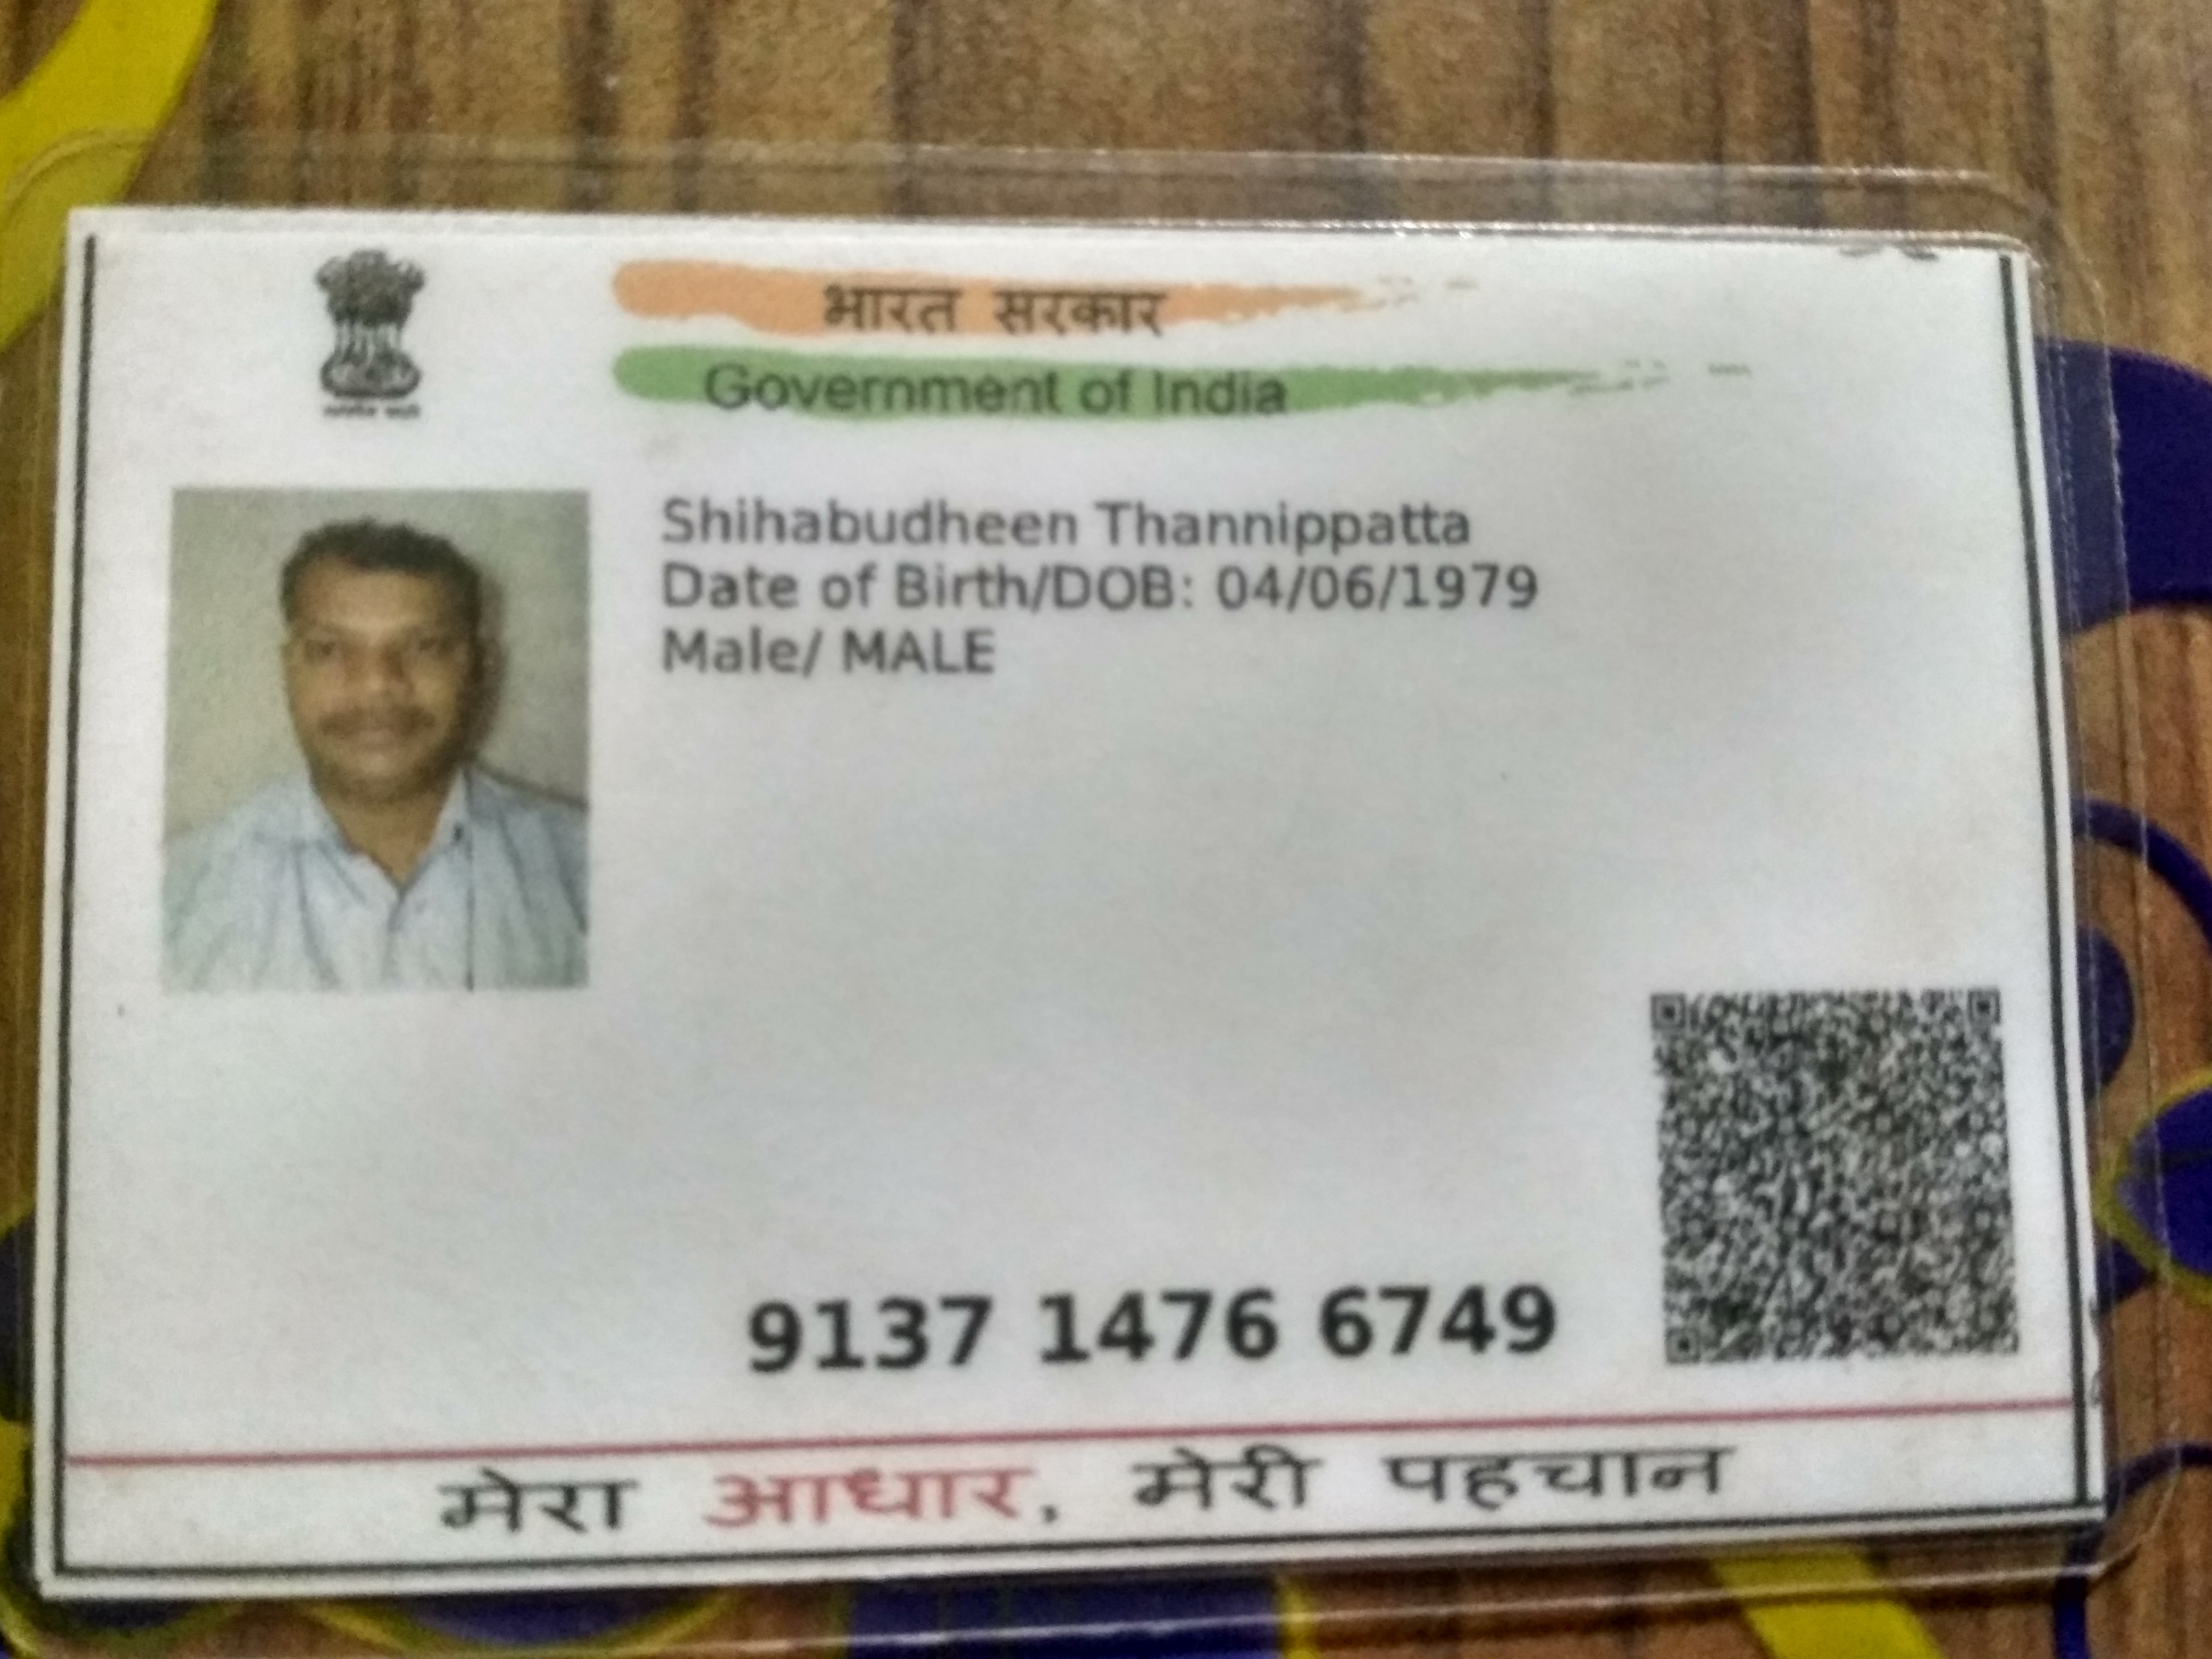 भारत सरकार
Government of India
Shihabudheen Thannippatta
Date of Birth/DOB: 04/06/1979
Male/ MALE
9137 1476 6749
मेरा आधार, मेरी पहचान